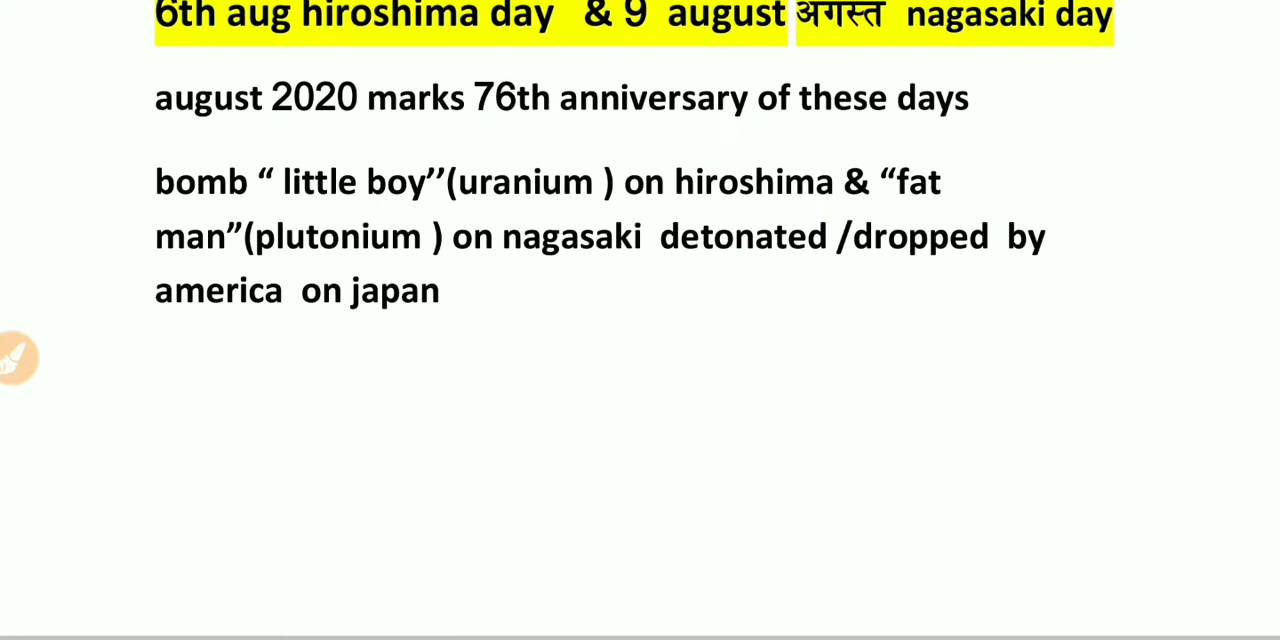 6th aug hiroshima day & 9 august अगस्त nagasaki day
august 2020 marks 76th anniversary of these days
bomb “ little boy’’(uranium ) on hiroshima & “fat
man”(plutonium ) on nagasaki detonated /dropped by
america on japan